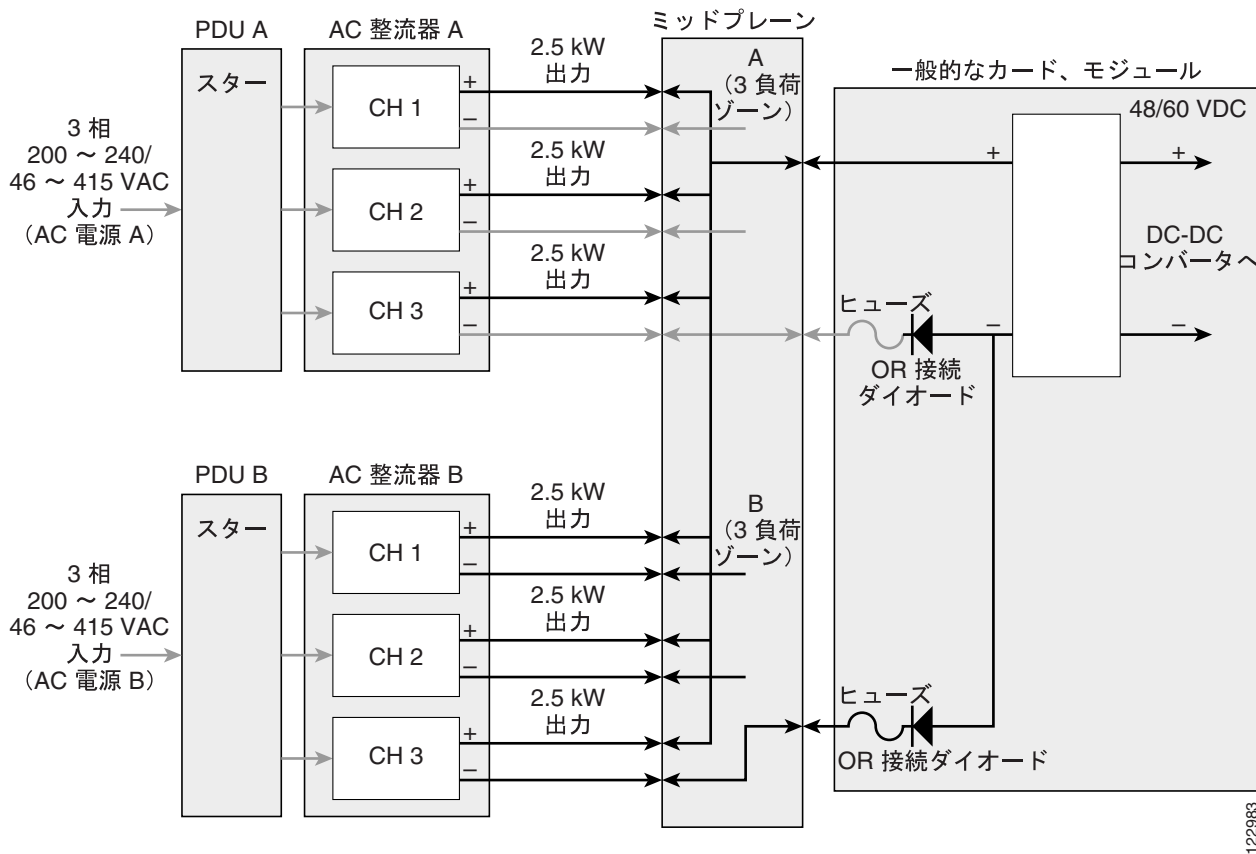 ミッドプレーン
PDU A
AC 整流器 A
2.5 kW
出力
A
（3 負荷
ゾーン）
一般的なカード、モジュール
スター
CH 1
+
−
48/60 VDC
3 相
200 ～ 240/
46 ～ 415 VAC
入力
（AC 電源 A）
2.5 kW
出力
CH 2
+
−
+
+
DC-DC
コンバータへ
2.5 kW
出力
CH 3
+
−
ヒューズ
−
−
OR 接続
ダイオード
PDU B
AC 整流器 B
2.5 kW
出力
B
（3 負荷
ゾーン）
スター
CH 1
+
−
3 相
200 ～ 240/
46 ～ 415 VAC
入力
（AC 電源 B）
2.5 kW
出力
CH 2
+
−
2.5 kW
出力
CH 3
+
−
ヒューズ
OR 接続ダイオード
122983